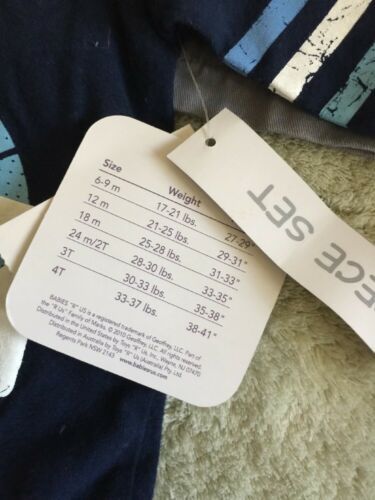 Size Weight
6-9 m 17-21 lbs. 27-29"
12 m 21-25 lbs. 29-31"
18 m 25-28 lbs. 31-33"
24 m/2T 28-30 lbs. 33-35"
3T 30-33 lbs. 35-38"
4T 33-37 lbs. 38-41"
BABIES "R" US is a registered trademark of Geoffrey, LLC. Part of
the "R Us" Family of Marks. © 2010 Geoffrey, LLC. All rights reserved.
Distributed in the United States by Toys "R" Us, Inc., Wayne, NJ 07470
Distributed in Australia by Toys "R" Us (Australia) Pty. Ltd.
Regents Park NSW 2143
www.babiesrus.com
ECE SET